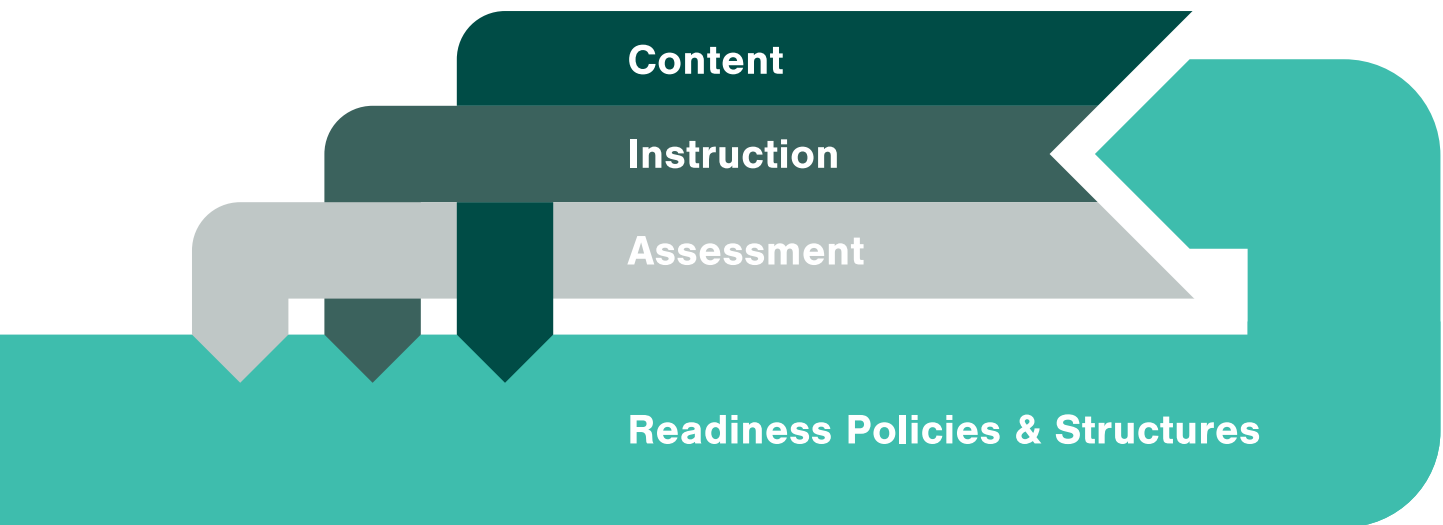 Content
Instruction
Assessment
Readiness Policies & Structures